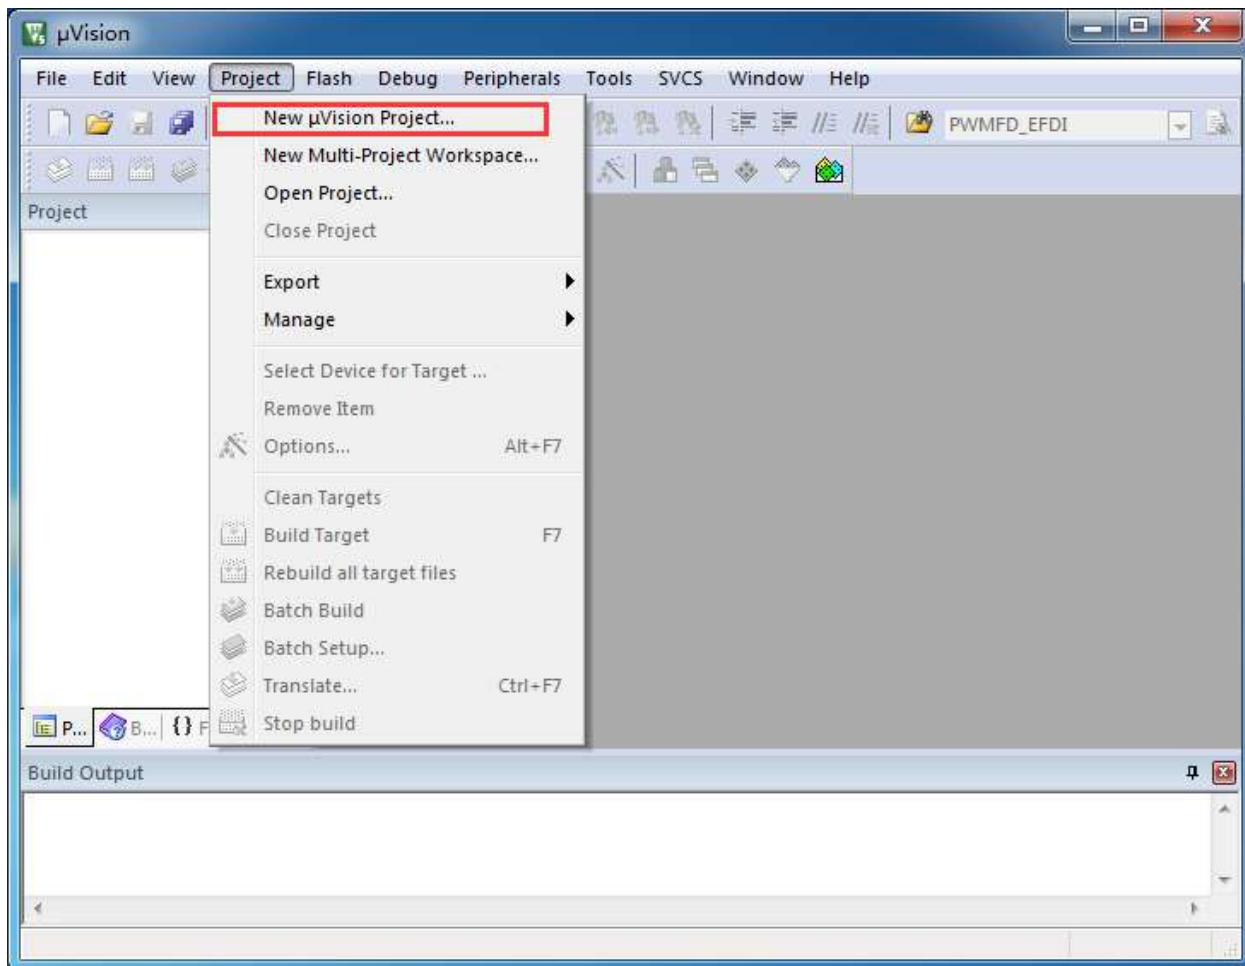 µVision
File Edit View Project Flash Debug Peripherals Tools SVCS Window Help
New µVision Project...
PWMFD_EFDI
New Multi-Project Workspace...
Project
Open Project...
Close Project
Export
Manage
Select Device for Target ...
Remove Item
Options... Alt+F7
Clean Targets
Build Target F7
Rebuild all target files
Batch Build
Batch Setup...
Translate... Ctrl+F7
Stop build
P... B... {} F
Build Output